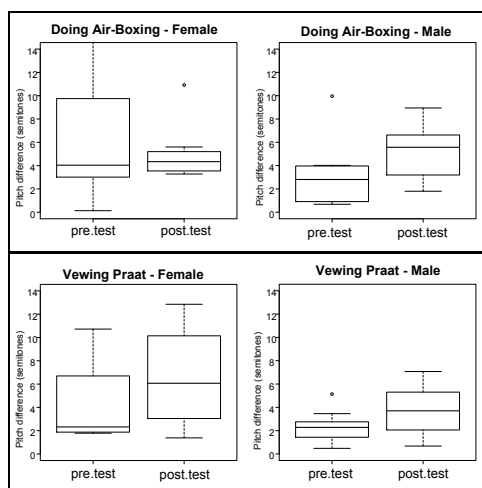 Doing Air-Boxing - Female
Pitch difference (semitones)
14
12
10
8
6
4
2
0
pre.test post.test
Doing Air-Boxing - Male
Pitch difference (semitones)
14
12
10
8
6
4
2
0
pre.test post.test
Vewing Praat - Female
Pitch difference (semitones)
14
12
10
8
6
4
2
0
pre.test post.test
Vewing Praat - Male
Pitch difference (semitones)
14
12
10
8
6
4
2
0
pre.test post.test